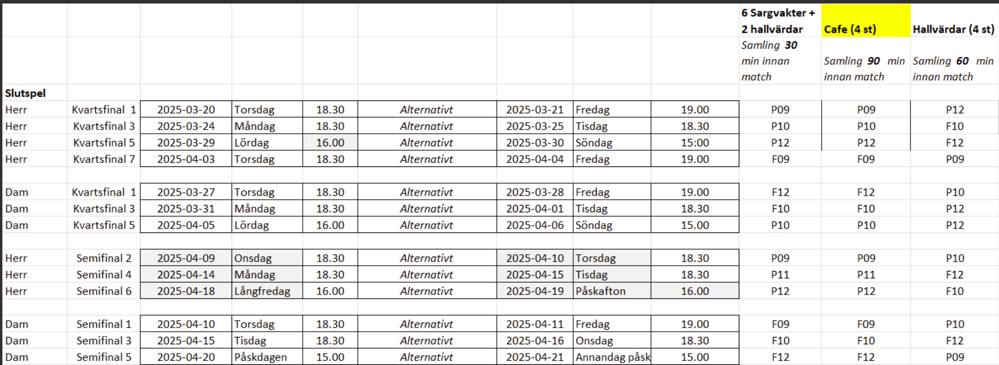 6 Sargvakter +
2 hallvärdar Cafe (4 st) Hallvärdar (4 st)
Samling 30
min innan Samling 90 min Samling 60 min
match innan match innan match
Slutspel
Herr Kvartsfinal 1 2025-03-20 Torsdag 18.30 Alternativt 2025-03-21 Fredag 19.00 P09 P09 P12
Herr Kvartsfinal 3 2025-03-24 Måndag 18.30 Alternativt 2025-03-25 Tisdag 18.30 P10 P10 F10
Herr Kvartsfinal 5 2025-03-29 Lördag 16.00 Alternativt 2025-03-30 Söndag 15:00 P12 P12 F12
Herr Kvartsfinal 7 2025-04-03 Torsdag 18.30 Alternativt 2025-04-04 Fredag 19.00 F09 F09 P09
Dam Kvartsfinal 1 2025-03-27 Torsdag 18.30 Alternativt 2025-03-28 Fredag 19.00 F12 F12 P10
Dam Kvartsfinal 3 2025-03-31 Måndag 18.30 Alternativt 2025-04-01 Tisdag 18.30 F10 F10 P12
Dam Kvartsfinal 5 2025-04-05 Lördag 16.00 Alternativt 2025-04-06 Söndag 15.00 P10 P10 P12
Herr Semifinal 2 2025-04-09 Onsdag 18.30 Alternativt 2025-04-10 Torsdag 18.30 P09 P09 P10
Herr Semifinal 4 2025-04-14 Måndag 18.30 Alternativt 2025-04-15 Tisdag 18.30 P11 P11 F12
Herr Semifinal 6 2025-04-18 Långfredag 16.00 Alternativt 2025-04-19 Påskafton 16.00 P12 P12 F10
Dam Semifinal 1 2025-04-10 Torsdag 18.30 Alternativt 2025-04-11 Fredag 19.00 F09 F09 P10
Dam Semifinal 3 2025-04-15 Tisdag 18.30 Alternativt 2025-04-16 Onsdag 18.30 F10 F10 F12
Dam Semifinal 5 2025-04-20 Påskdagen 15.00 Alternativt 2025-04-21 Annandag påsk 15.00 F12 F12 P09